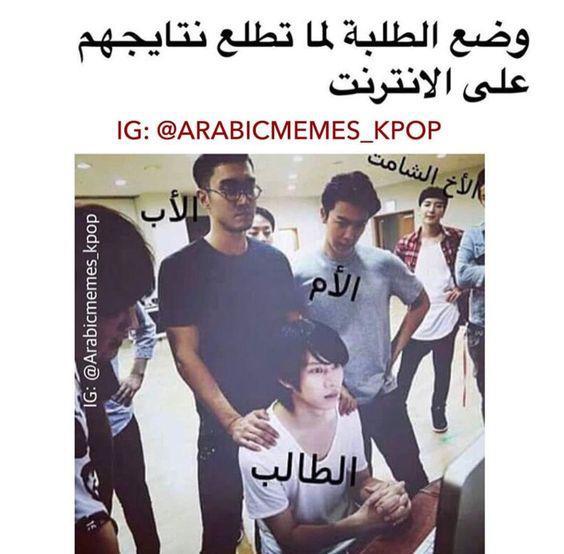 وضع الطلبة لما تطلع نتايجهم
على الانترنت
IG: @ARABICMEMES_KPOP
الأخ الشامت
الأب
الأم
الطالب
IG: @Arabicmemes_kpop